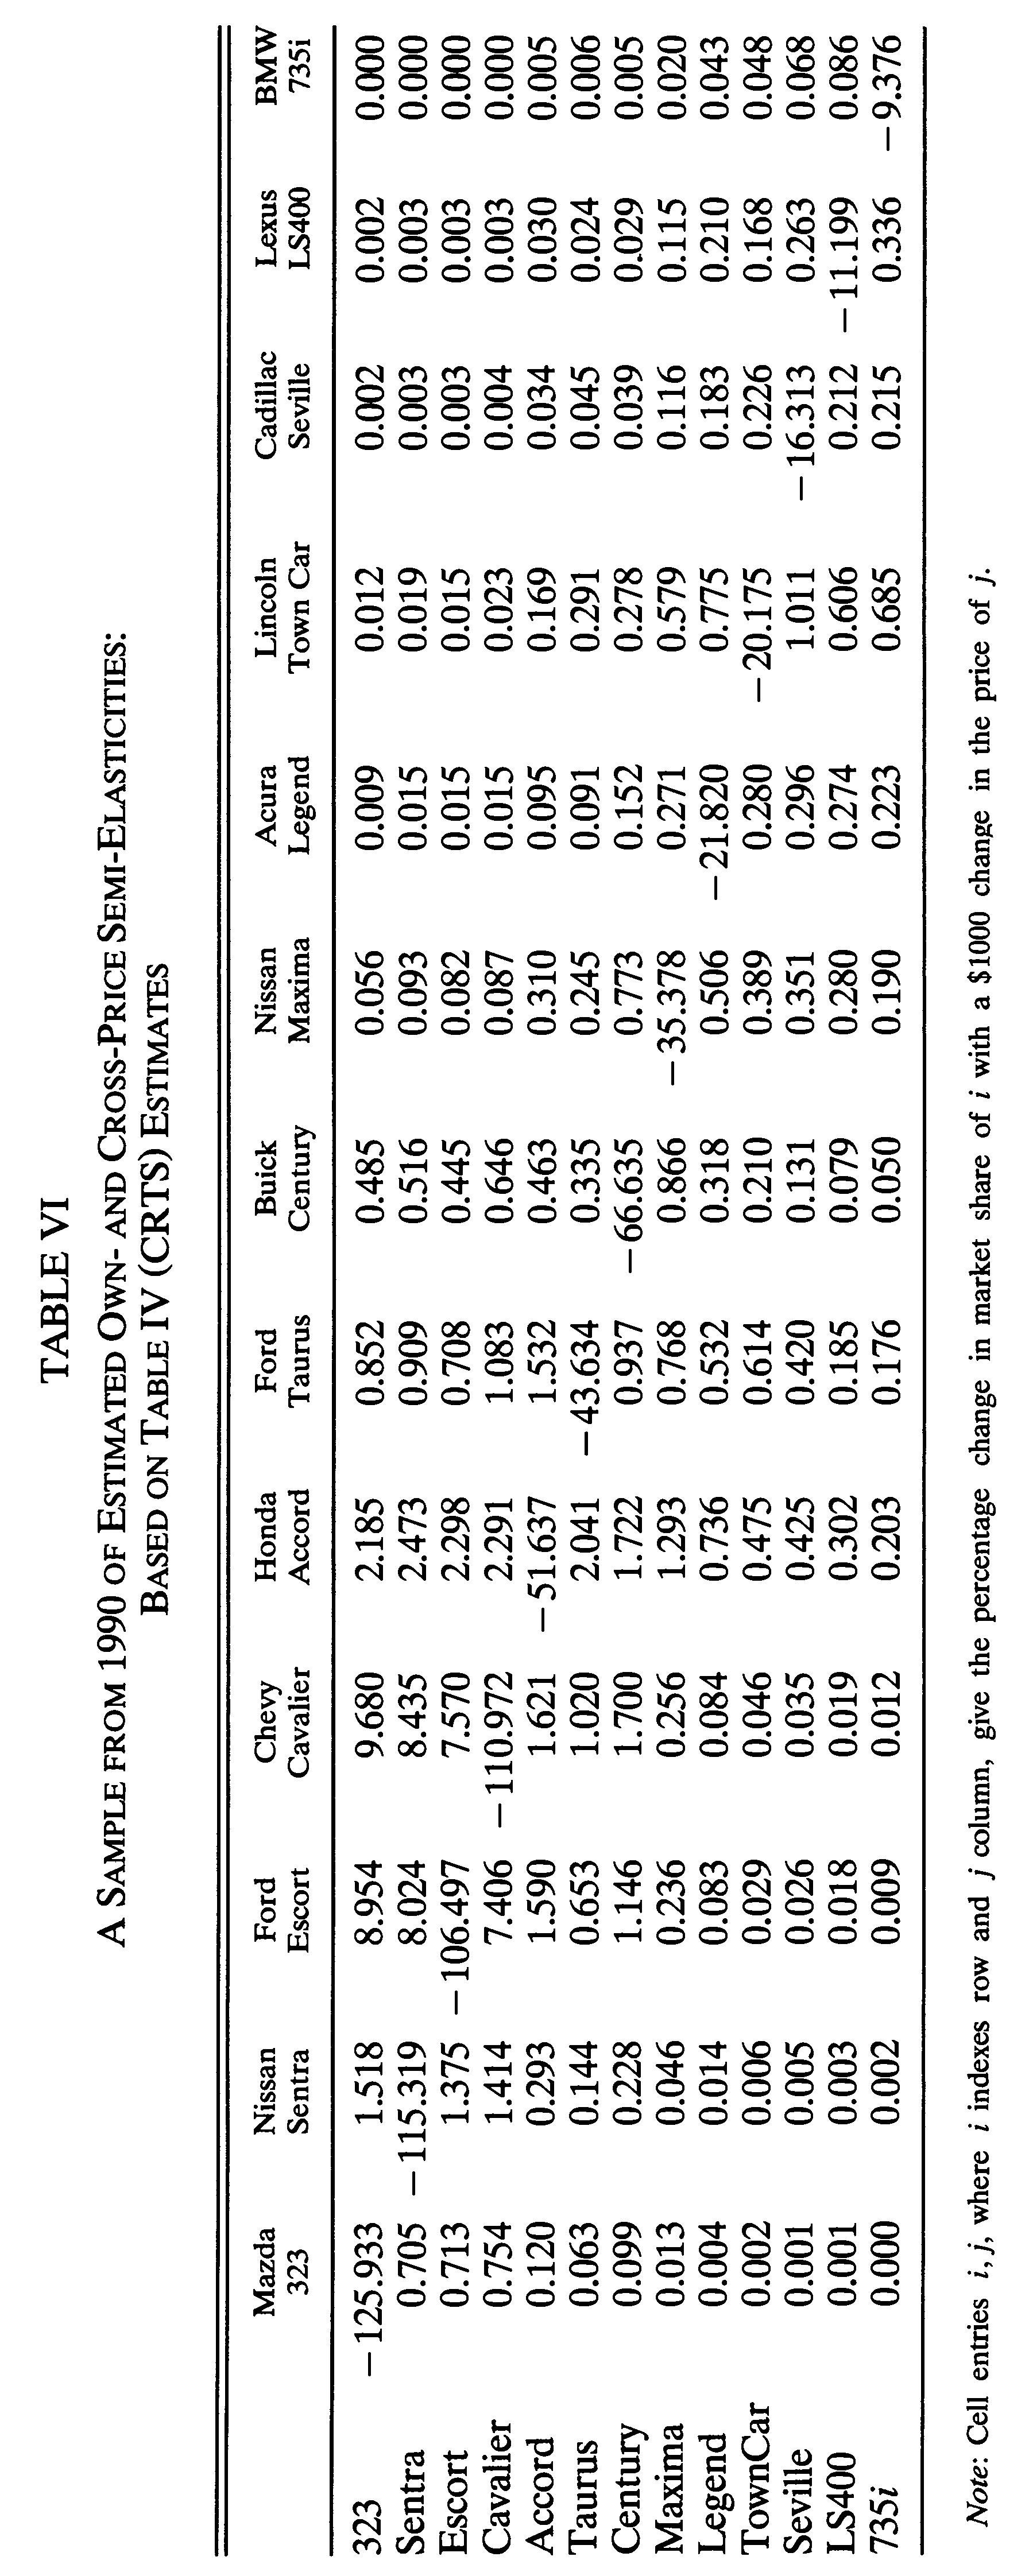 TABLE VI
A SAMPLE FROM 1990 OF ESTIMATED OWN- AND CROSS-PRICE SEMI-ELASTICITIES:
BASED ON TABLE IV (CRTS) ESTIMATES
Mazda Nissan Ford Chevy Honda Ford Buick Nissan Acura Lincoln Cadillac Lexus BMW
323 Sentra Escort Cavalier Accord Taurus Century Maxima Legend Town Car Seville LS400 735i
323 −125.933 1.518 8.954 9.680 2.185 0.852 0.485 0.056 0.009 0.012 0.002 0.002 0.000
Sentra 0.705 −115.319 8.024 8.435 2.473 0.909 0.516 0.093 0.015 0.019 0.003 0.003 0.000
Escort 0.713 1.375 −106.497 7.570 2.298 0.708 0.445 0.082 0.015 0.015 0.003 0.003 0.000
Cavalier 0.754 1.414 7.406 −110.972 2.291 1.083 0.646 0.087 0.015 0.023 0.004 0.003 0.000
Accord 0.120 0.293 1.590 1.621 −51.637 1.532 0.463 0.310 0.095 0.169 0.034 0.030 0.005
Taurus 0.063 0.144 0.653 1.020 2.041 −43.634 0.335 0.245 0.091 0.291 0.045 0.024 0.006
Century 0.099 0.228 1.146 1.700 1.722 0.937 −66.635 0.773 0.152 0.278 0.039 0.029 0.005
Maxima 0.013 0.046 0.236 0.256 1.293 0.768 0.866 −35.378 0.271 0.579 0.116 0.115 0.020
Legend 0.004 0.014 0.083 0.084 0.736 0.532 0.318 0.506 −21.820 0.775 0.183 0.210 0.043
TownCar 0.002 0.006 0.029 0.046 0.475 0.614 0.210 0.389 0.280 −20.175 0.226 0.168 0.048
Seville 0.001 0.005 0.026 0.035 0.425 0.420 0.131 0.351 0.296 1.011 −16.313 0.263 0.068
LS400 0.001 0.003 0.018 0.019 0.302 0.185 0.079 0.280 0.274 0.606 0.212 −11.199 0.086
735i 0.000 0.002 0.009 0.012 0.203 0.176 0.050 0.190 0.223 0.685 0.215 0.336 −9.376
Note: Cell entries i, j, where i indexes row and j column, give the percentage change in market share of i with a $1000 change in the price of j.